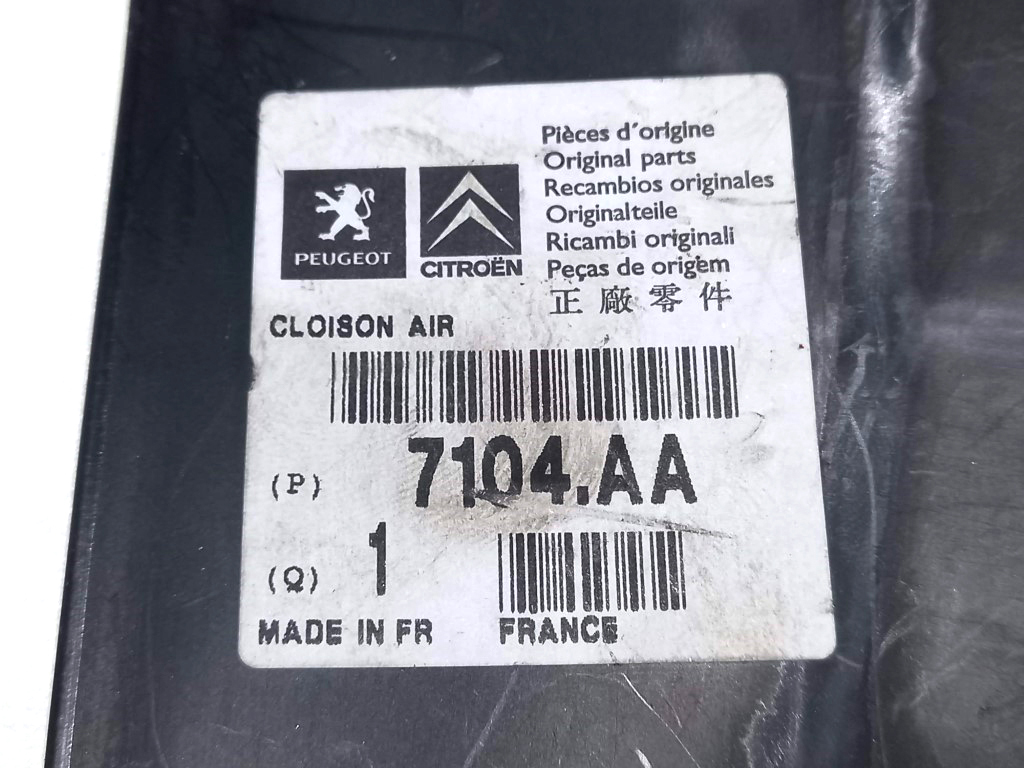 PEUGEOT
CITROËN
Pièces d'origine
Original parts
Recambios originales
Originalteile
Ricambi originali
Peças de origem
正廠零件
CLOISON AIR
(P) 7104.AA
(Q) 1
MADE IN FR FRANCE